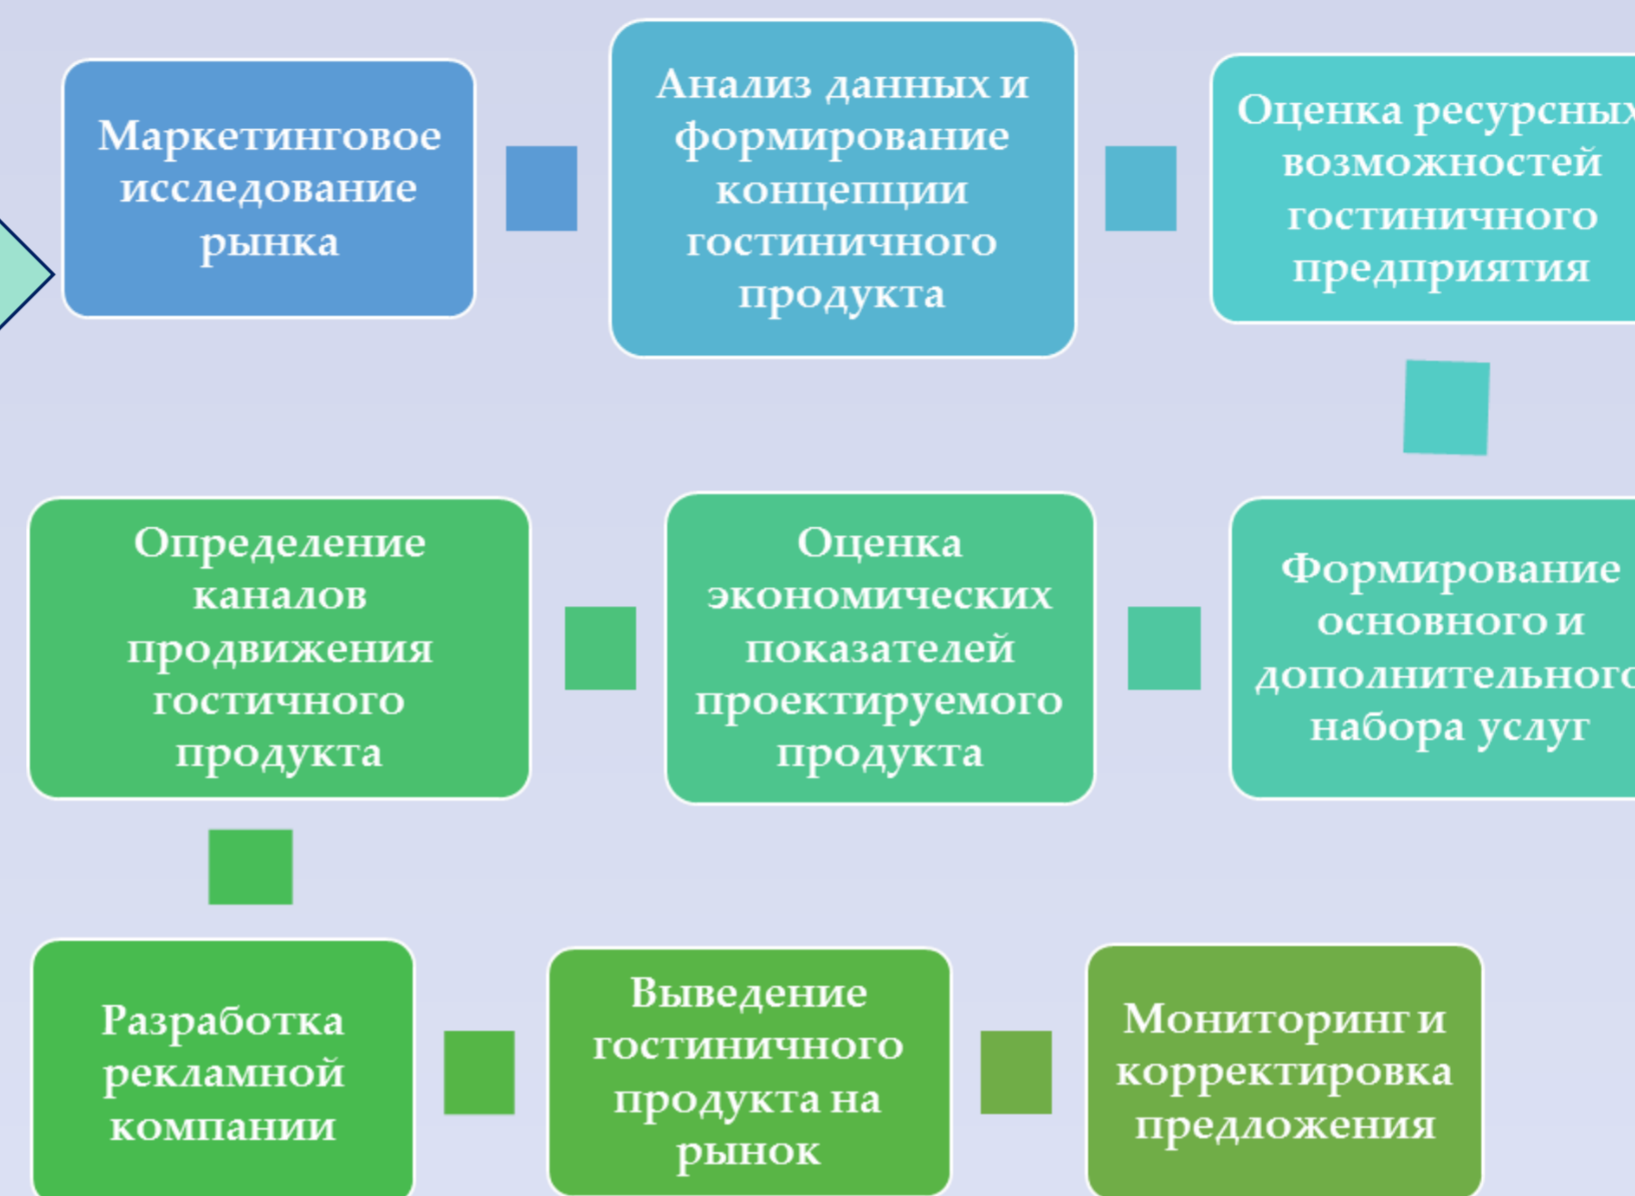 Маркетинговое
исследование
рынка
Анализ данных и
формирование
концепции
гостиничного
продукта
Оценка ресурсных
возможностей
гостиничного
предприятия
Формирование
основного и
дополнительного
набора услуг
Оценка
экономических
показателей
проектируемого
продукта
Определение
каналов
продвижения
гостичного
продукта
Разработка
рекламной
компании
Выведение
гостиничного
продукта на
рынок
Мониторинг и
корректировка
предложения